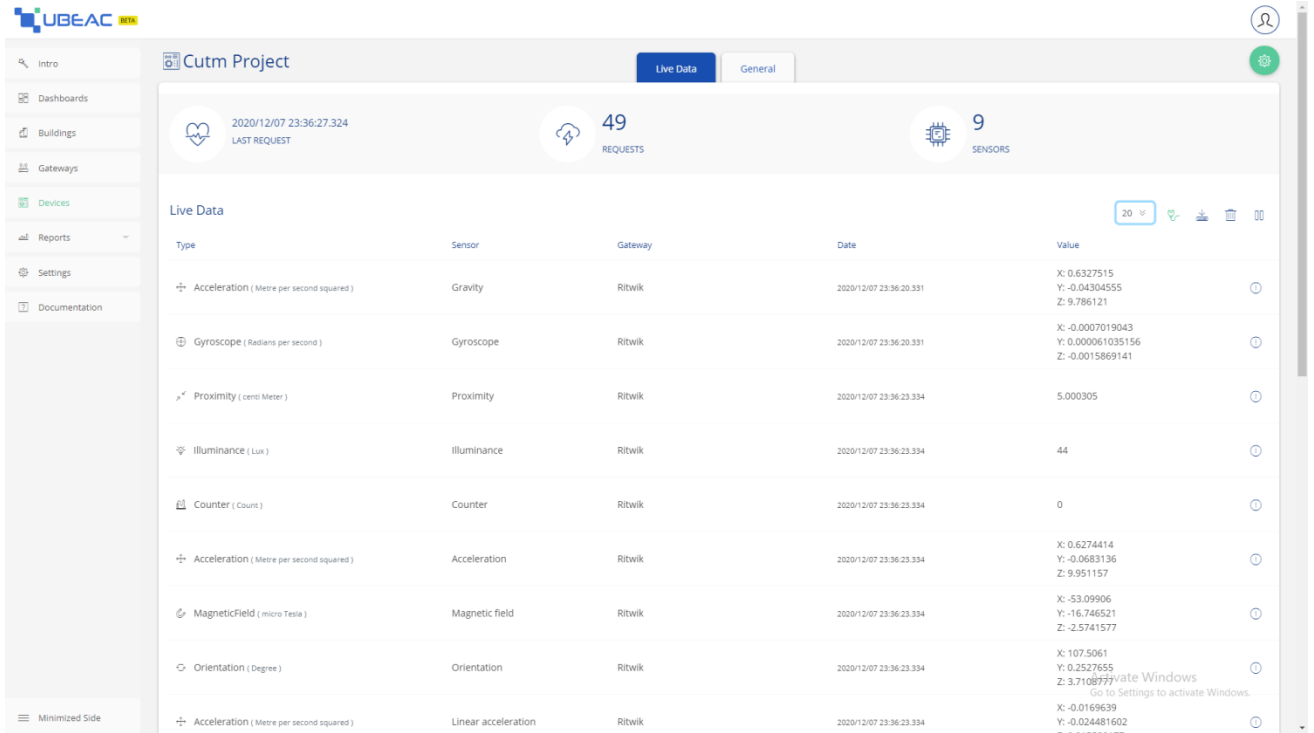 UBEAC BETA
Intro
Dashboards
Buildings
Gateways
Devices
Reports
Settings
Documentation
Minimized Side
Cutm Project
Live Data General
2020/12/07 23:36:27.324
LAST REQUEST
49
REQUESTS
9
SENSORS
Live Data
20
Type Sensor Gateway Date Value
Acceleration ( Metre per second squared ) Gravity Ritwik 2020/12/07 23:36:20.331 X: 0.6327515
Y: -0.04304555
Z: 9.786121
Gyroscope ( Radians per second ) Gyroscope Ritwik 2020/12/07 23:36:20.331 X: -0.0007019043
Y: 0.000061035156
Z: -0.0015869141
Proximity ( centi Meter ) Proximity Ritwik 2020/12/07 23:36:23.334 5.000305
Illuminance ( Lux ) Illuminance Ritwik 2020/12/07 23:36:23.334 44
Counter ( Count ) Counter Ritwik 2020/12/07 23:36:23.334 0
Acceleration ( Metre per second squared ) Acceleration Ritwik 2020/12/07 23:36:23.334 X: 0.6274414
Y: -0.0683136
Z: 9.951157
MagneticField ( micro Tesla ) Magnetic field Ritwik 2020/12/07 23:36:23.334 X: -53.09906
Y: -16.746521
Z: -2.5741577
Orientation ( Degree ) Orientation Ritwik 2020/12/07 23:36:23.334 X: 107.5061
Y: 0.2527655
Z: 3.7108777
Activate Windows
Go to Settings to activate Windows.
Acceleration ( Metre per second squared ) Linear acceleration Ritwik 2020/12/07 23:36:23.334 X: -0.0169639
Y: -0.024481602